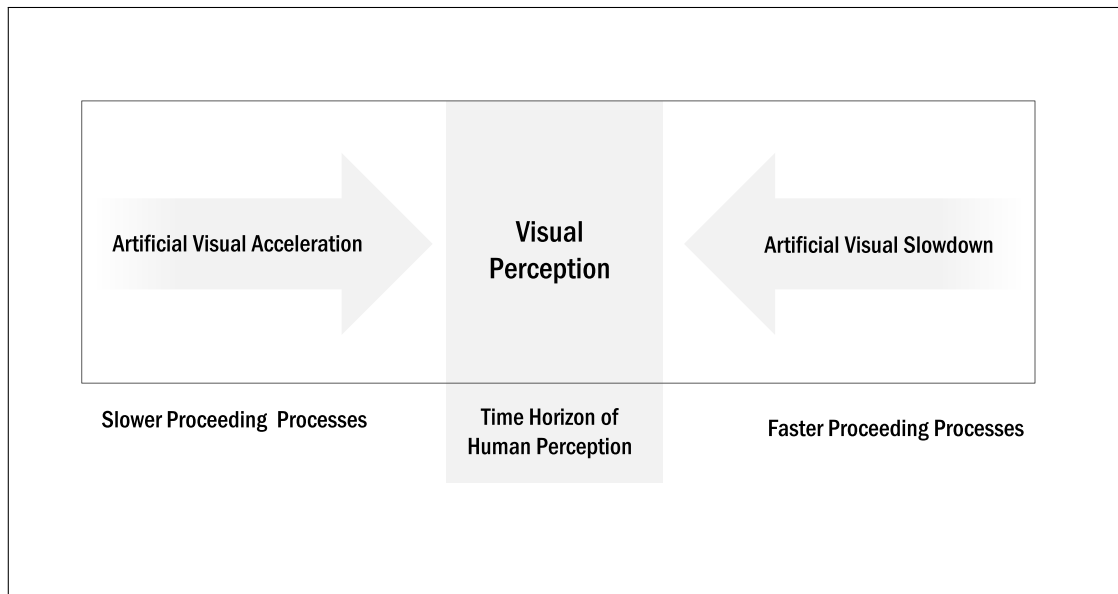 Artificial Visual Acceleration
Visual
Perception
Artificial Visual Slowdown
Slower Proceeding  Processes
Time Horizon of
Human Perception
Faster Proceeding Processes